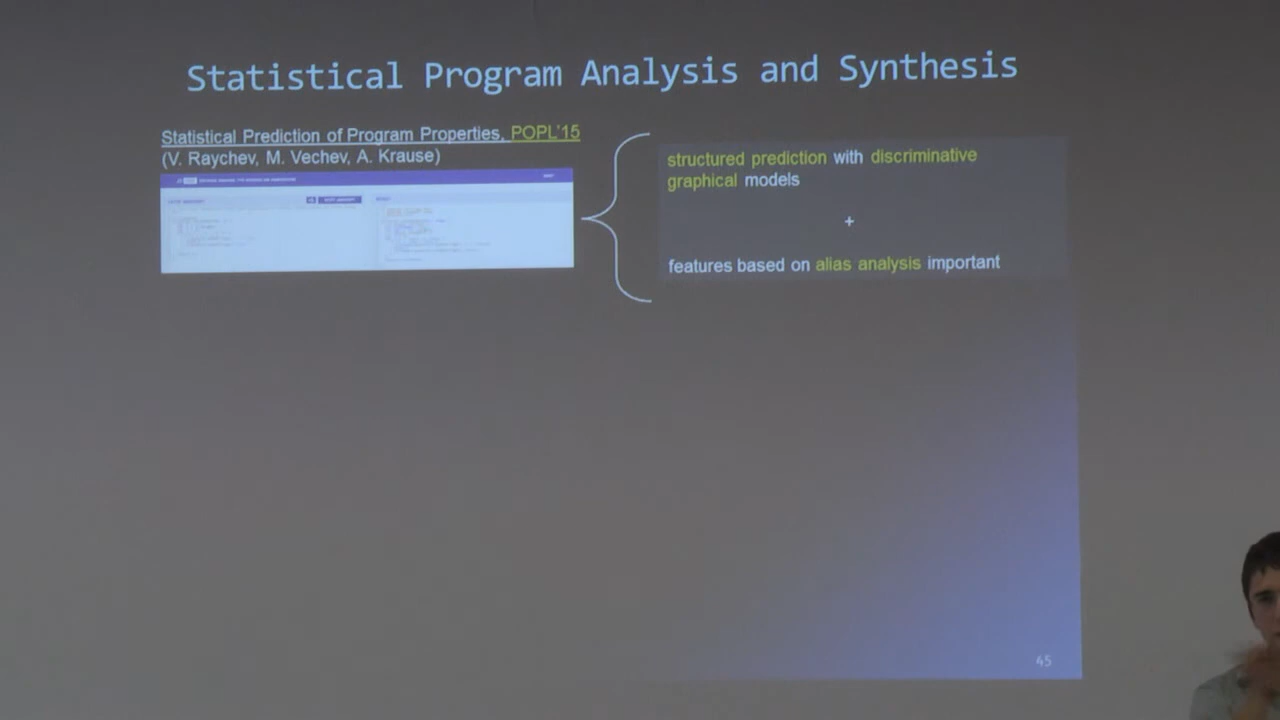 Statistical Program Analysis and Synthesis
Statistical Prediction of Program Properties, POPL'15
(V. Raychev, M. Vechev, A. Krause)
structured prediction with discriminative
graphical models
+
features based on alias analysis important
45